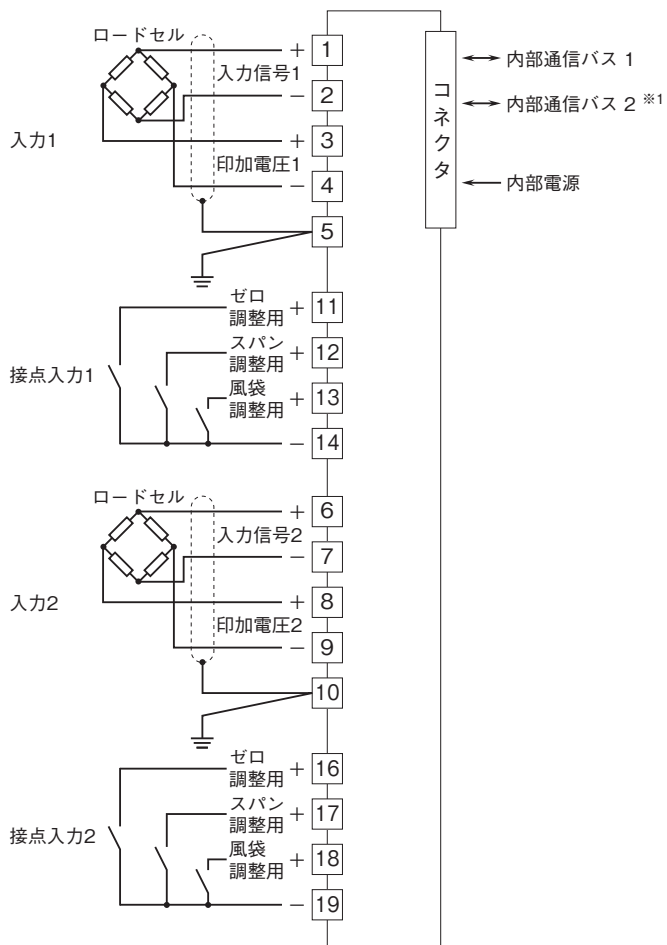 ロードセル
入力1
入力信号1
印加電圧1
+ 1
− 2
+ 3
− 4
5
接点入力1
ゼロ
調整用 + 11
スパン
調整用 + 12
風袋
調整用 + 13
− 14
ロードセル
入力2
入力信号2
印加電圧2
+ 6
− 7
+ 8
− 9
10
接点入力2
ゼロ
調整用 + 16
スパン
調整用 + 17
風袋
調整用 + 18
− 19
コネクタ
内部通信バス 1
内部通信バス 2 ※1
内部電源